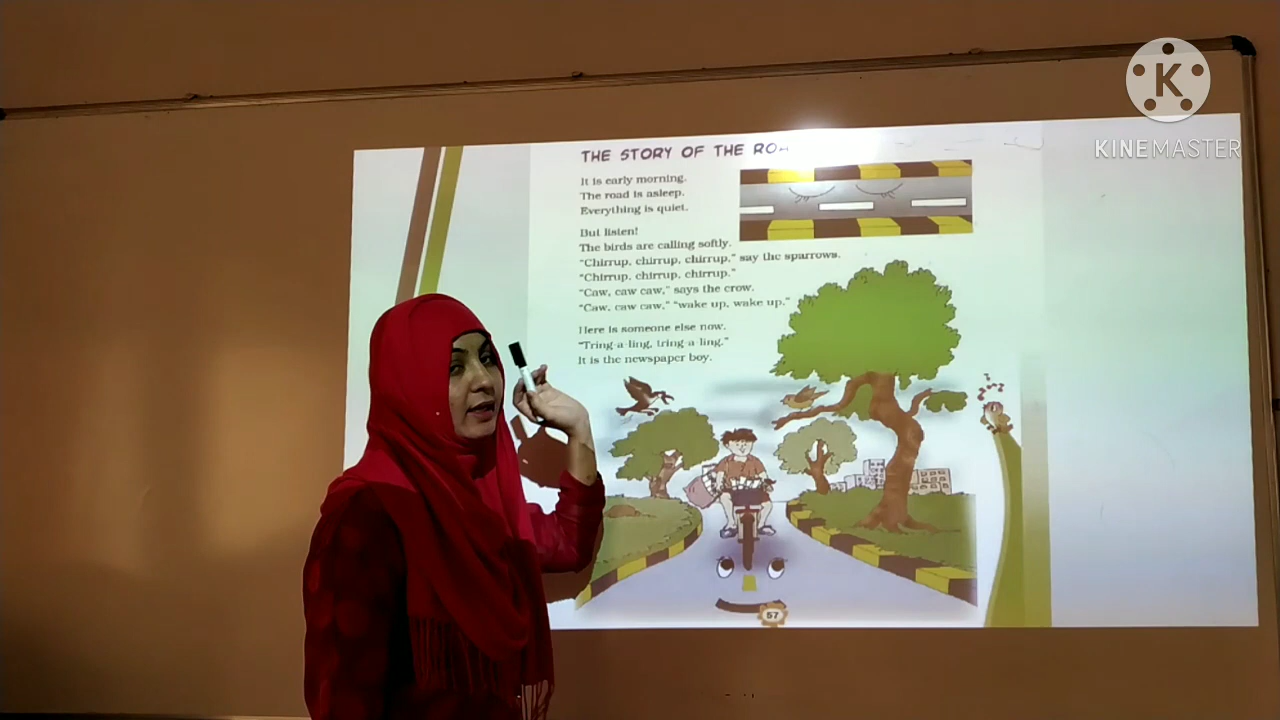 THE STORY OF THE
It is early morning.
The road is asleep.
Everything is quiet.
But listen!
The birds are calling softly.
"Chirrup, chirrup, chirrup," say the sparrows.
"Chirrup, chirrup, chirrup."
"Caw, caw caw," says the crow.
"Caw, caw caw," "wake up, wake up."
Here is someone else now.
"Tring-a-ling, tring-a-ling."
It is the newspaper boy.
57
K
KINEMASTER